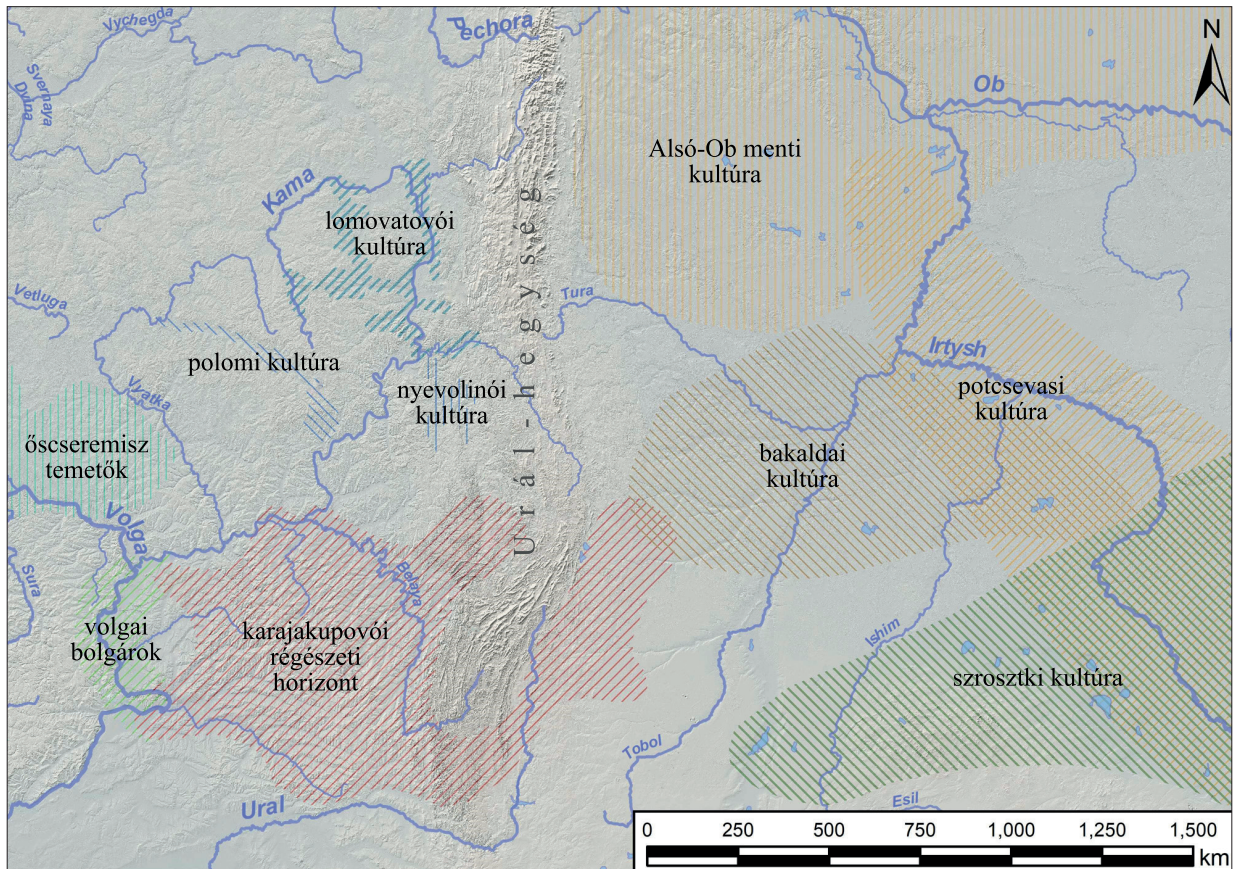 Vychegda
Pechora
N
Svernaya
Dvina
Ob
Alsó-Ob menti
kultúra
Kama
lomovatovói
kultúra
Vetluga
Tura
Urál-hegység
polomi kultúra
Irtysh
nyevolinói
kultúra
potcsevasi
kultúra
Vyatka
őscseremisz
temetők
bakaldai
kultúra
Volga
Sura
Belaya
volgai
bolgárok
karajakupovói
régészeti
horizont
Ishim
szrosztki kultúra
Tobol
Ural
Esil
0 250 500 750 1,000 1,250 1,500
km